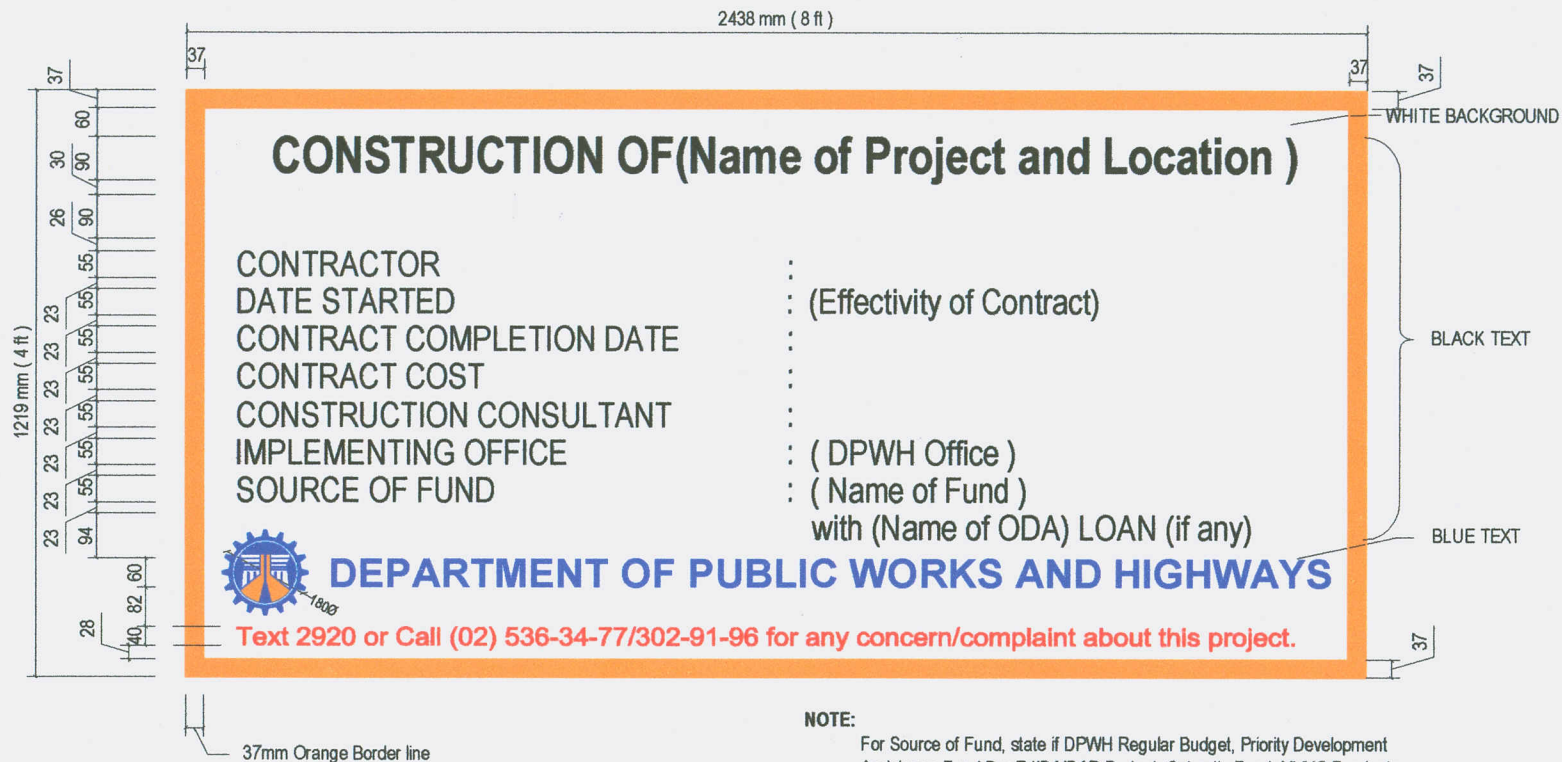 2438 mm ( 8 ft )
37
37
37
37
WHITE BACKGROUND
CONSTRUCTION OF(Name of Project and Location )
CONTRACTOR :
DATE STARTED : (Effectivity of Contract)
CONTRACT COMPLETION DATE :
CONTRACT COST :
CONSTRUCTION CONSULTANT :
IMPLEMENTING OFFICE : ( DPWH Office )
SOURCE OF FUND : ( Name of Fund )
with (Name of ODA) LOAN (if any)
DEPARTMENT OF PUBLIC WORKS AND HIGHWAYS
1800
Text 2920 or Call (02) 536-34-77/302-91-96 for any concern/complaint about this project.
1219 mm ( 4 ft )
60
30 90
26 90
55
23 55
23 55
23 55
23 55
23 55
23 55
23 94
60
82
28 40
BLACK TEXT
BLUE TEXT
37
37mm Orange Border line
NOTE:
For Source of Fund, state if DPWH Regular Budget, Priority Development